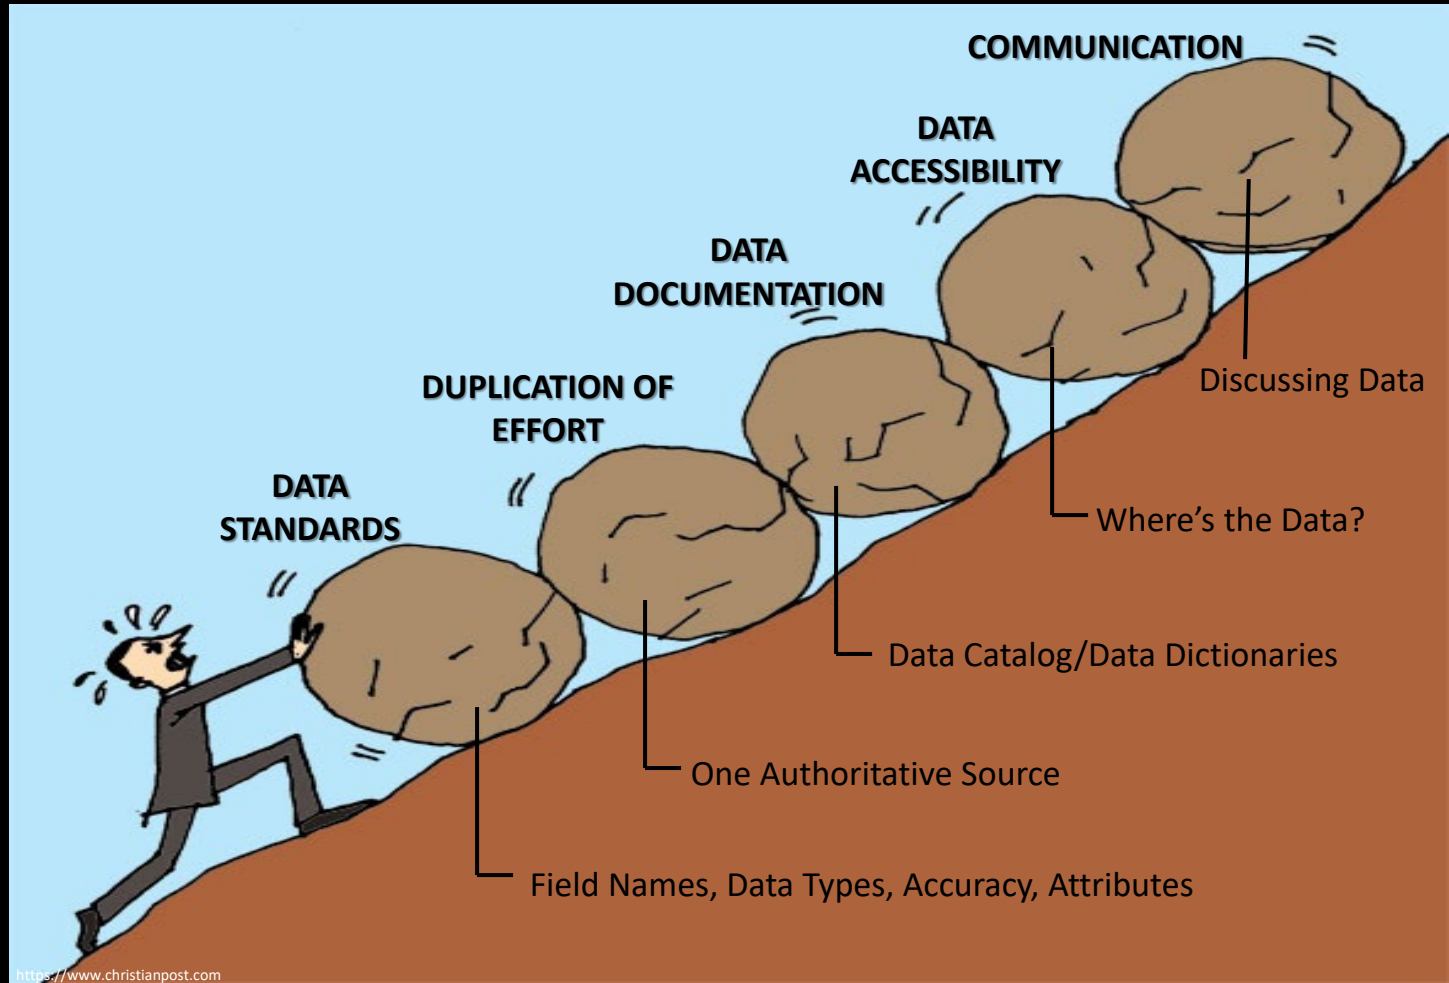 COMMUNICATION
DATA
ACCESSIBILITY
DATA
DOCUMENTATION
DUPLICATION OF
EFFORT
DATA
STANDARDS
Discussing Data
Where’s the Data?
Data Catalog/Data Dictionaries
One Authoritative Source
Field Names, Data Types, Accuracy, Attributes
https://www.christianpost.com